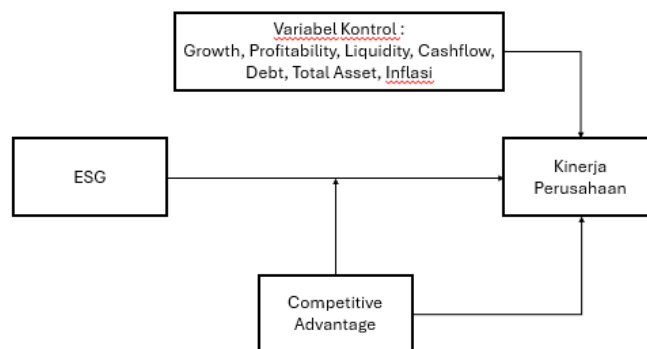 Variabel Kontrol :
Growth, Profitability, Liquidity, Cashflow,
Debt, Total Asset, Inflasi
ESG
Kinerja
Perusahaan
Competitive
Advantage